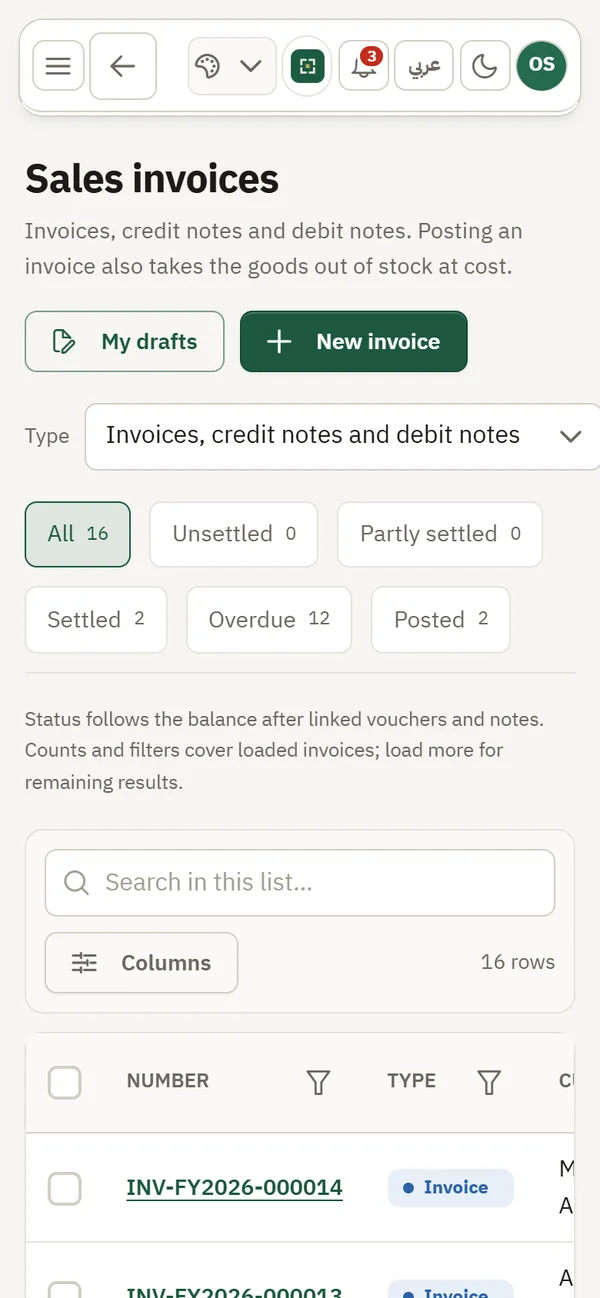 3
عربي
OS
Sales invoices
Invoices, credit notes and debit notes. Posting an
invoice also takes the goods out of stock at cost.
My drafts
New invoice
Type
Invoices, credit notes and debit notes
All 16
Unsettled 0
Partly settled 0
Settled 2
Overdue 12
Posted 2
Status follows the balance after linked vouchers and notes.
Counts and filters cover loaded invoices; load more for
remaining results.
Search in this list...
Columns
16 rows
NUMBER
TYPE
INV-FY2026-000014
Invoice
M
A
INV-FY2026-000013
Invoice
A